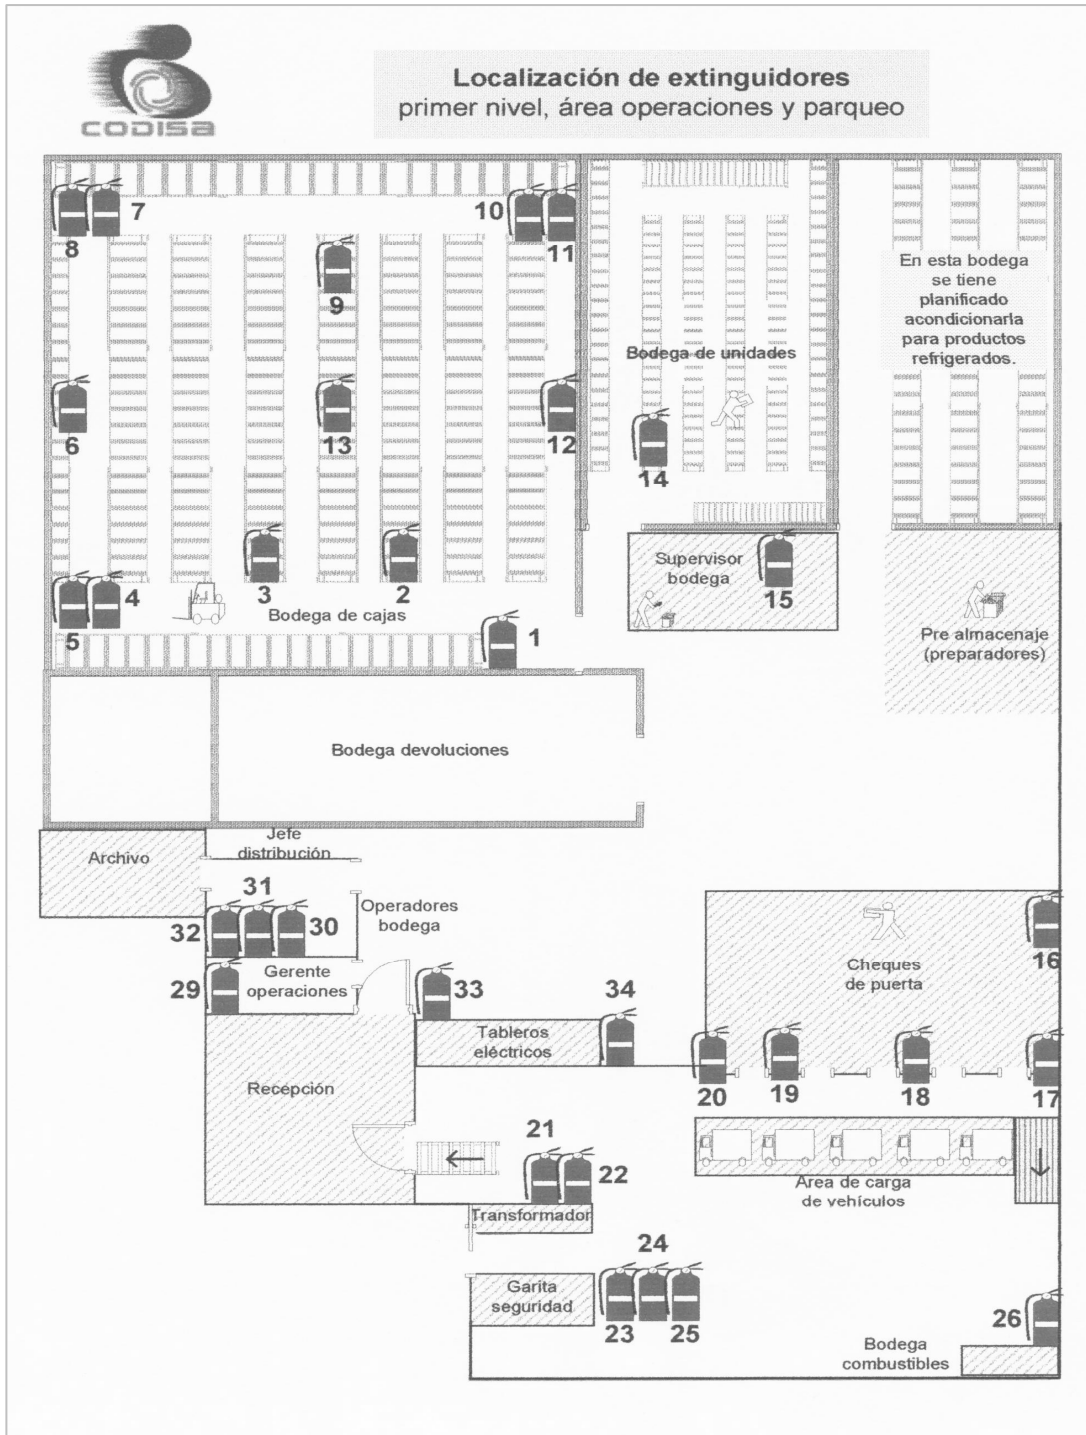 CODISA
Localización de extinguidores
primer nivel, área operaciones y parqueo
8
7
10
11
9
En esta bodega
se tiene
planificado
acondicionarla
para productos
refrigerados.
Bodega de unidades
6
13
12
14
Supervisor
bodega
15
5
4
3
2
Bodega de cajas
1
Pre almacenaje
(preparadores)
Bodega devoluciones
Archivo
Jefe
distribución
31
32
30
Operadores
bodega
29
Gerente
operaciones
33
34
Tableros
eléctricos
Cheques
de puerta
16
Recepción
20
19
18
17
21
22
Area de carga
de vehículos
Transformador
24
Garita
seguridad
23
25
26
Bodega
combustibles